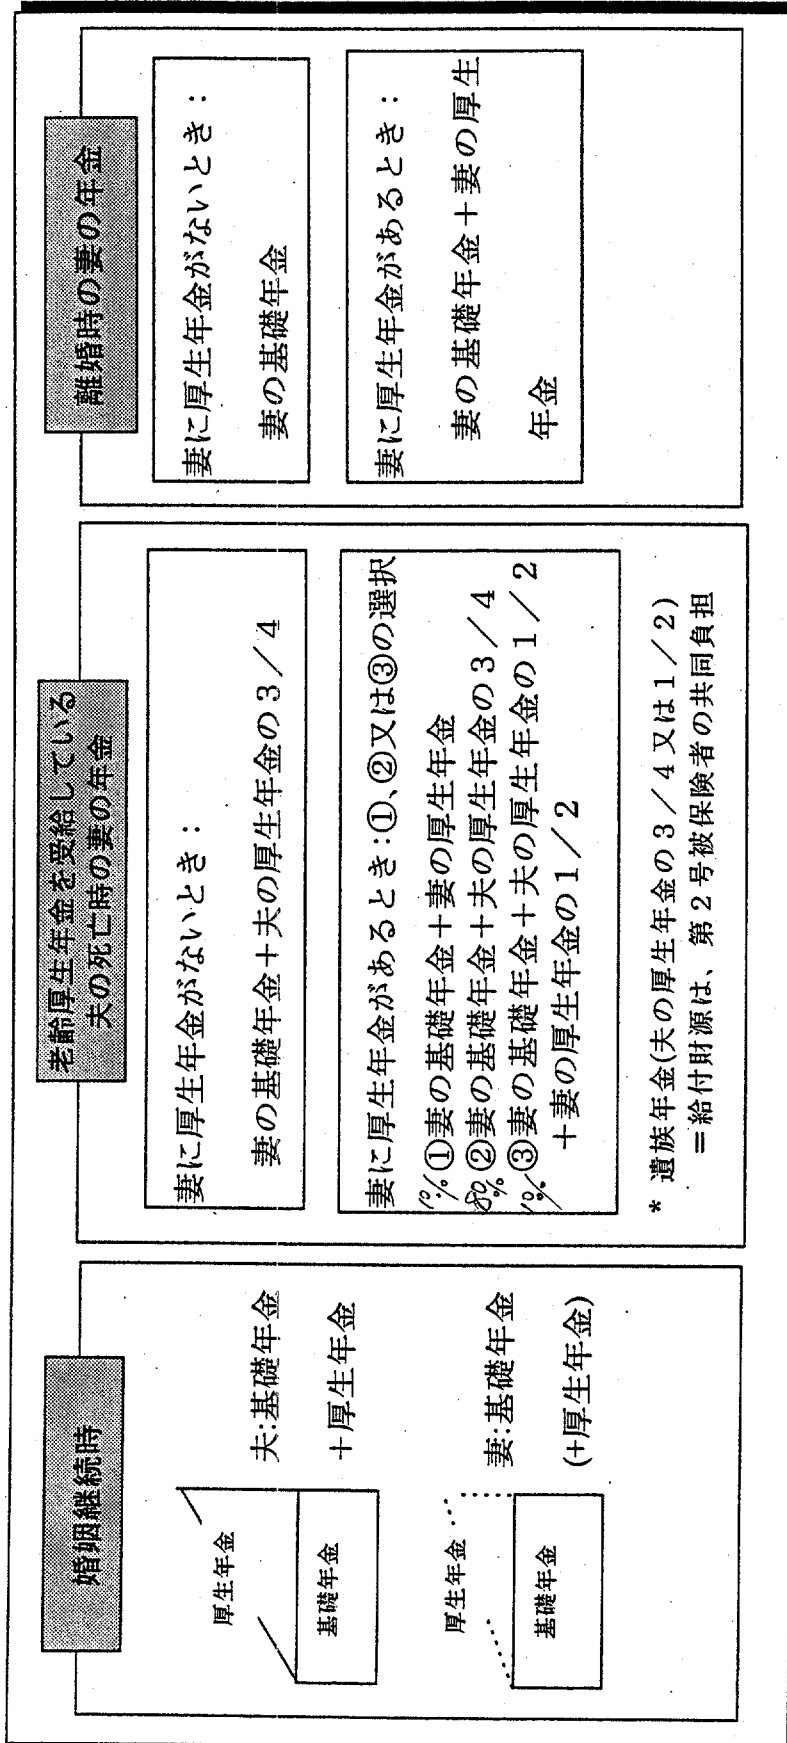 婚姻継続時
厚生年金
基礎年金
夫:基礎年金
＋厚生年金
厚生年金
基礎年金
妻:基礎年金
(+厚生年金)
老齢厚生年金を受給している
夫の死亡時の妻の年金
妻に厚生年金がないとき：
妻の基礎年金＋夫の厚生年金の３／４
妻に厚生年金があるとき：①、②又は③の選択
10% ①妻の基礎年金＋妻の厚生年金
80% ②妻の基礎年金＋夫の厚生年金の３／４
10% ③妻の基礎年金＋夫の厚生年金の１／２
＋妻の厚生年金の１／２
* 遺族年金(夫の厚生年金の３／４又は１／２)
＝給付財源は、第２号被保険者の共同負担
離婚時の妻の年金
妻に厚生年金がないとき：
妻の基礎年金
妻に厚生年金があるとき：
妻の基礎年金＋妻の厚生
年金